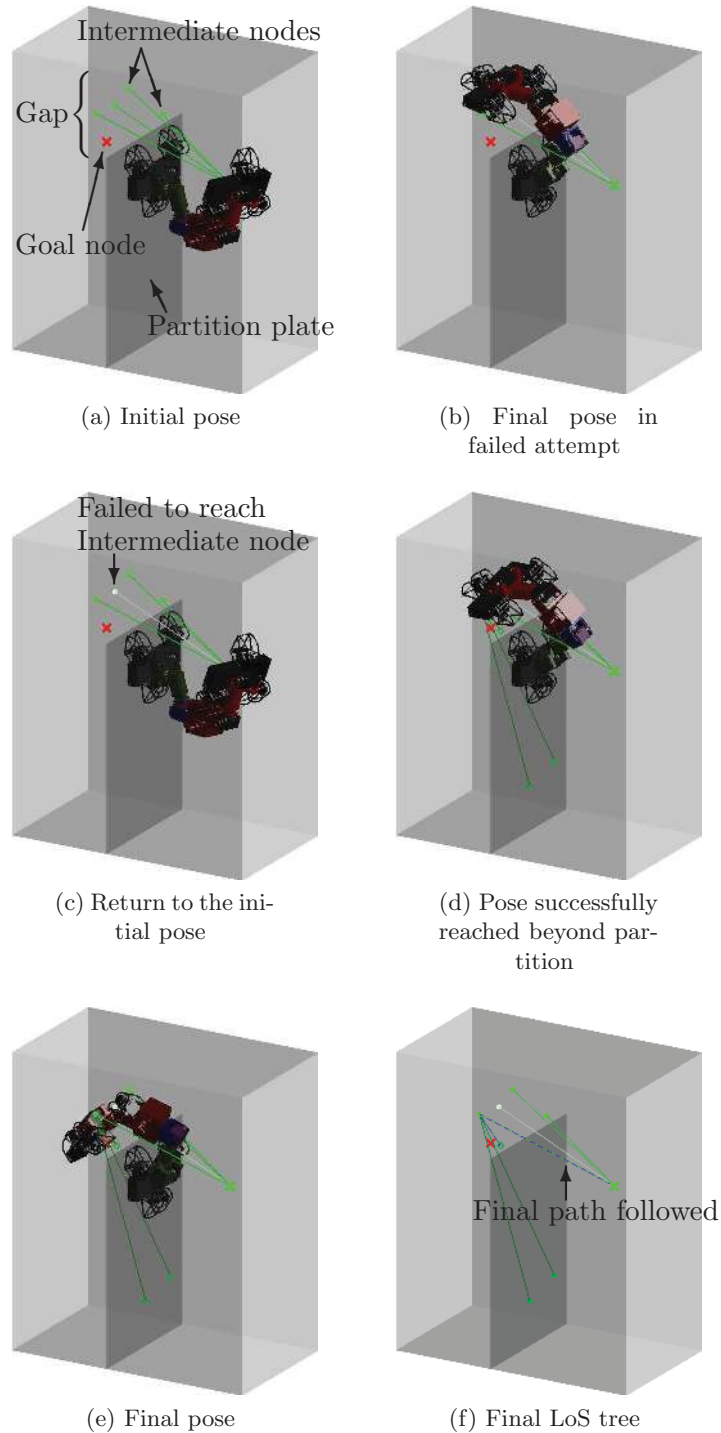 Intermediate nodes
Gap
Goal node
Partition plate
(a) Initial pose
(b) Final pose in
failed attempt
Failed to reach
Intermediate node
(c) Return to the ini-
tial pose
(d) Pose successfully
reached beyond par-
tition
(e) Final pose
Final path followed
(f) Final LoS tree